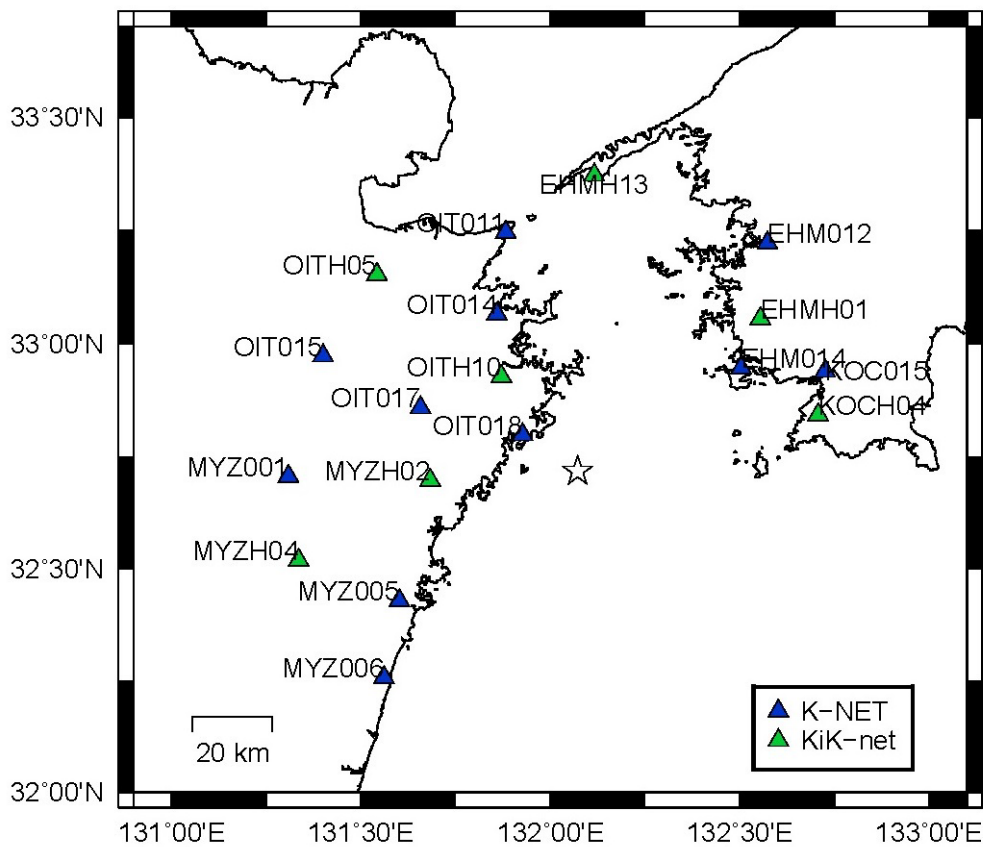 33°30'N
EHMH13
OIT011
EHM012
OITH05
OIT014
EHMH01
33°00'N
OIT015
EHM014
OITH10
KOC015
OIT017
KOCH04
OIT018
MYZ001
MYZH02
32°30'N
MYZH04
MYZ005
MYZ006
K-NET
KiK-net
20 km
32°00'N
131°00'E
131°30'E
132°00'E
132°30'E
133°00'E